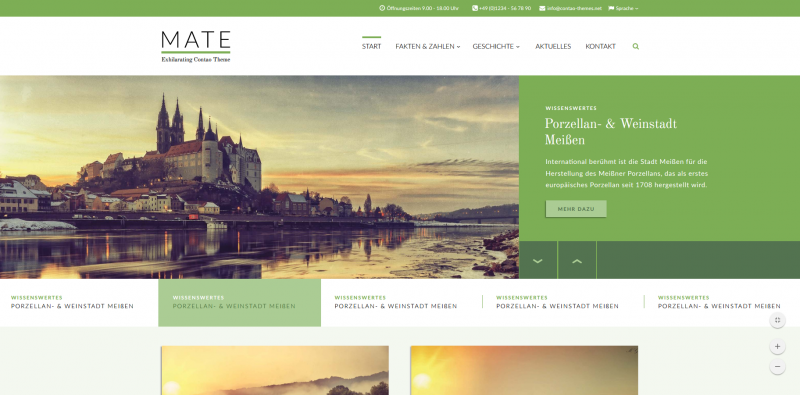 Öffnungszeiten 9.00 - 18.00 Uhr
+49 (0)1234 - 56 78 90
info@contao-themes.net
Sprache
MATE
Exhilarating Contao Theme
START
FAKTEN & ZAHLEN
GESCHICHTE
AKTUELLES
KONTAKT
WISSENSWERTES
Porzellan- & Weinstadt
Meißen
International berühmt ist die Stadt Meißen für die
Herstellung des Meißner Porzellans, das als erstes
europäisches Porzellan seit 1708 hergestellt wird.
MEHR DAZU
WISSENSWERTES
PORZELLAN- & WEINSTADT MEIßEN
WISSENSWERTES
PORZELLAN- & WEINSTADT MEIßEN
WISSENSWERTES
PORZELLAN- & WEINSTADT MEIßEN
WISSENSWERTES
PORZELLAN- & WEINSTADT MEIßEN
WISSENSWERTES
PORZELLAN- & WEINSTADT MEIßEN